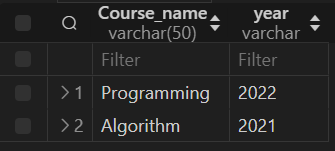 Course_name year
varchar(50) varchar
Filter Filter
1 Programming 2022
2 Algorithm 2021